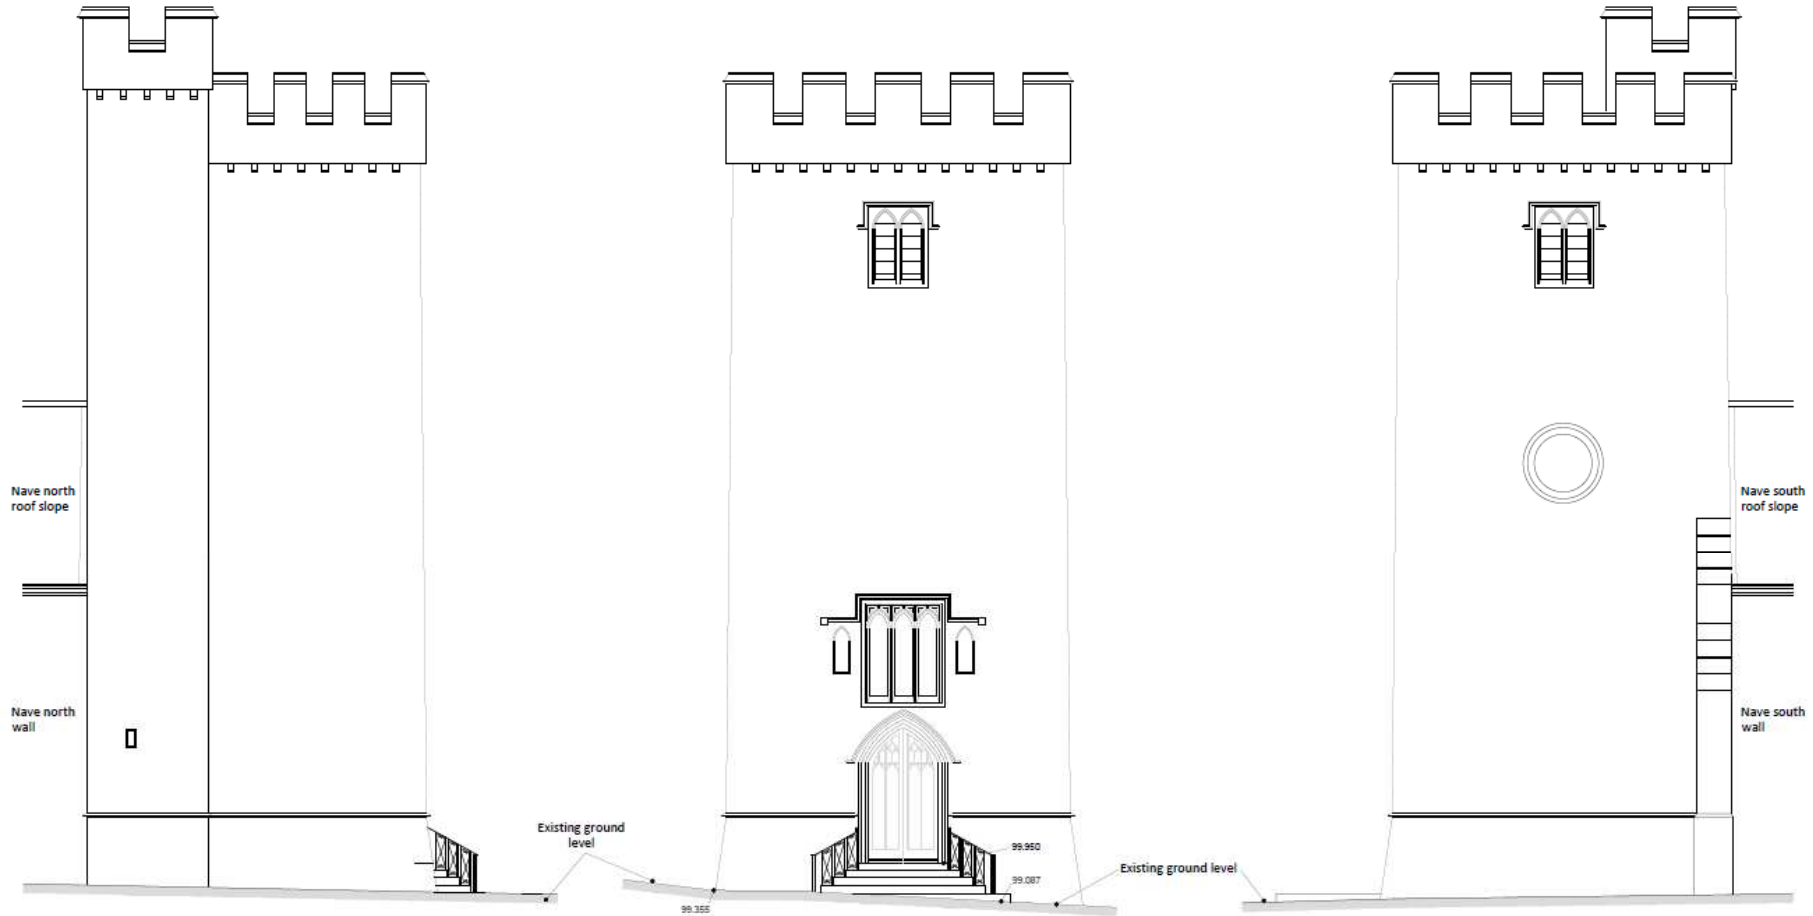 Nave north
roof slope
Nave south
roof slope
Nave north
wall
Nave south
wall
Existing ground
level
99.950
Existing ground level
99.087
99.355